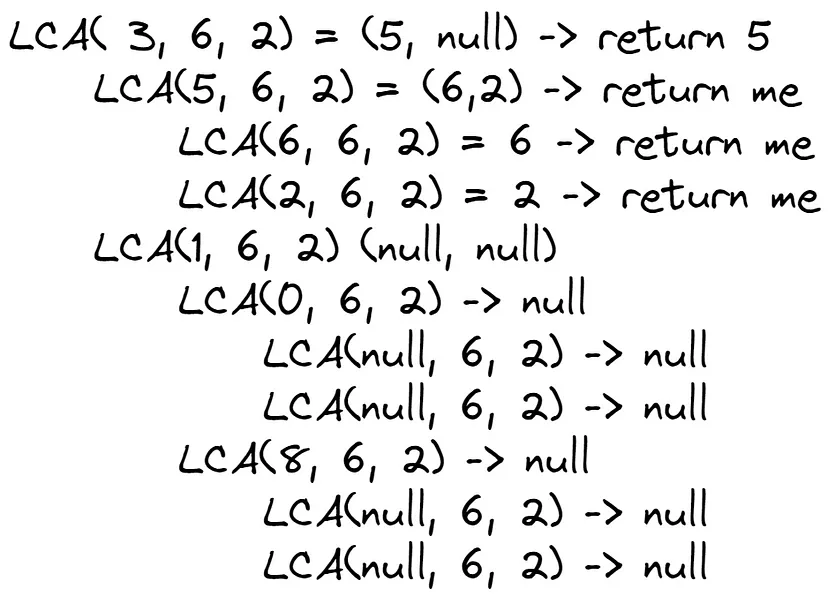 LCA( 3, 6, 2) = (5, null) -> return 5
LCA(5, 6, 2) = (6,2) -> return me
LCA(6, 6, 2) = 6 -> return me
LCA(2, 6, 2) = 2 -> return me
LCA(1, 6, 2) (null, null)
LCA(0, 6, 2) -> null
LCA(null, 6, 2) -> null
LCA(null, 6, 2) -> null
LCA(8, 6, 2) -> null
LCA(null, 6, 2) -> null
LCA(null, 6, 2) -> null